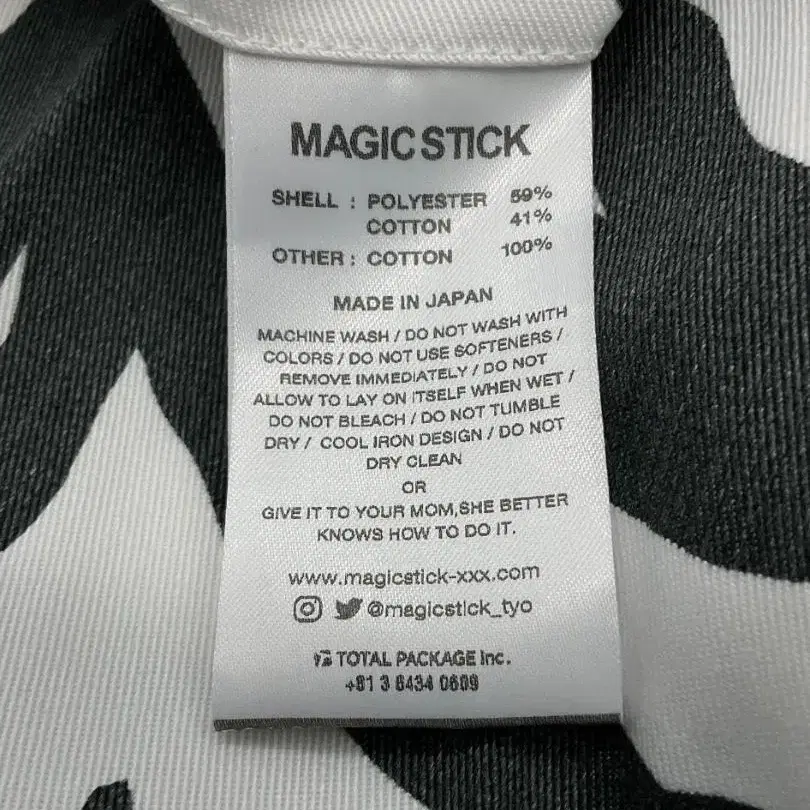 MAGIC STICK
SHELL : POLYESTER 59%
COTTON 41%
OTHER : COTTON 100%
MADE IN JAPAN
MACHINE WASH / DO NOT WASH WITH
COLORS / DO NOT USE SOFTENERS /
REMOVE IMMEDIATELY / DO NOT
ALLOW TO LAY ON ITSELF WHEN WET /
DO NOT BLEACH / DO NOT TUMBLE
DRY / COOL IRON DESIGN / DO NOT
DRY CLEAN
OR
GIVE IT TO YOUR MOM,SHE BETTER
KNOWS HOW TO DO IT.
www.magicstick-xxx.com
@magicstick_tyo
TOTAL PACKAGE Inc.
+81 3 6434 0609